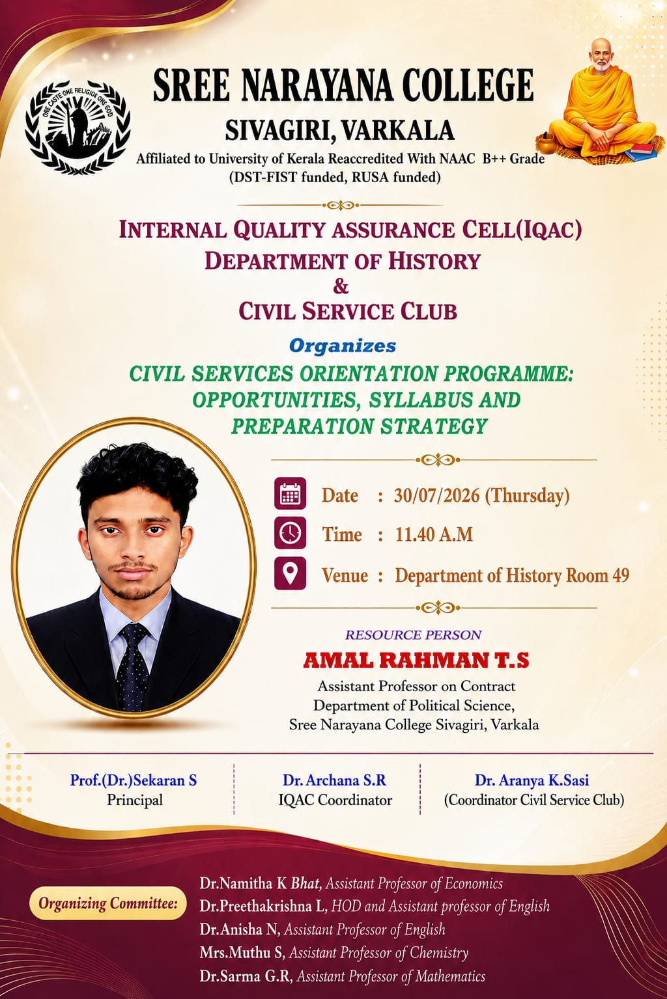 ONE CASTE ONE RELIGION ONE GOD
SREE NARAYANA COLLEGE
SIVAGIRI, VARKALA
Affiliated to University of Kerala Reaccredited With NAAC B++ Grade
(DST-FIST funded, RUSA funded)
INTERNAL QUALITY ASSURANCE CELL(IQAC)
DEPARTMENT OF HISTORY
&
CIVIL SERVICE CLUB
Organizes
CIVIL SERVICES ORIENTATION PROGRAMME:
OPPORTUNITIES, SYLLABUS AND
PREPARATION STRATEGY
Date : 30/07/2026 (Thursday)
Time : 11.40 A.M
Venue : Department of History Room 49
RESOURCE PERSON
AMAL RAHMAN T.S
Assistant Professor on Contract
Department of Political Science,
Sree Narayana College Sivagiri, Varkala
Prof.(Dr.)Sekaran S
Principal
Dr. Archana S.R
IQAC Coordinator
Dr. Aranya K.Sasi
(Coordinator Civil Service Club)
Organizing Committee:
Dr.Namitha K Bhat, Assistant Professor of Economics
Dr.Preethakrishna L, HOD and Assistant professor of English
Dr.Anisha N, Assistant Professor of English
Mrs.Muthu S, Assistant Professor of Chemistry
Dr.Sarma G.R, Assistant Professor of Mathematics